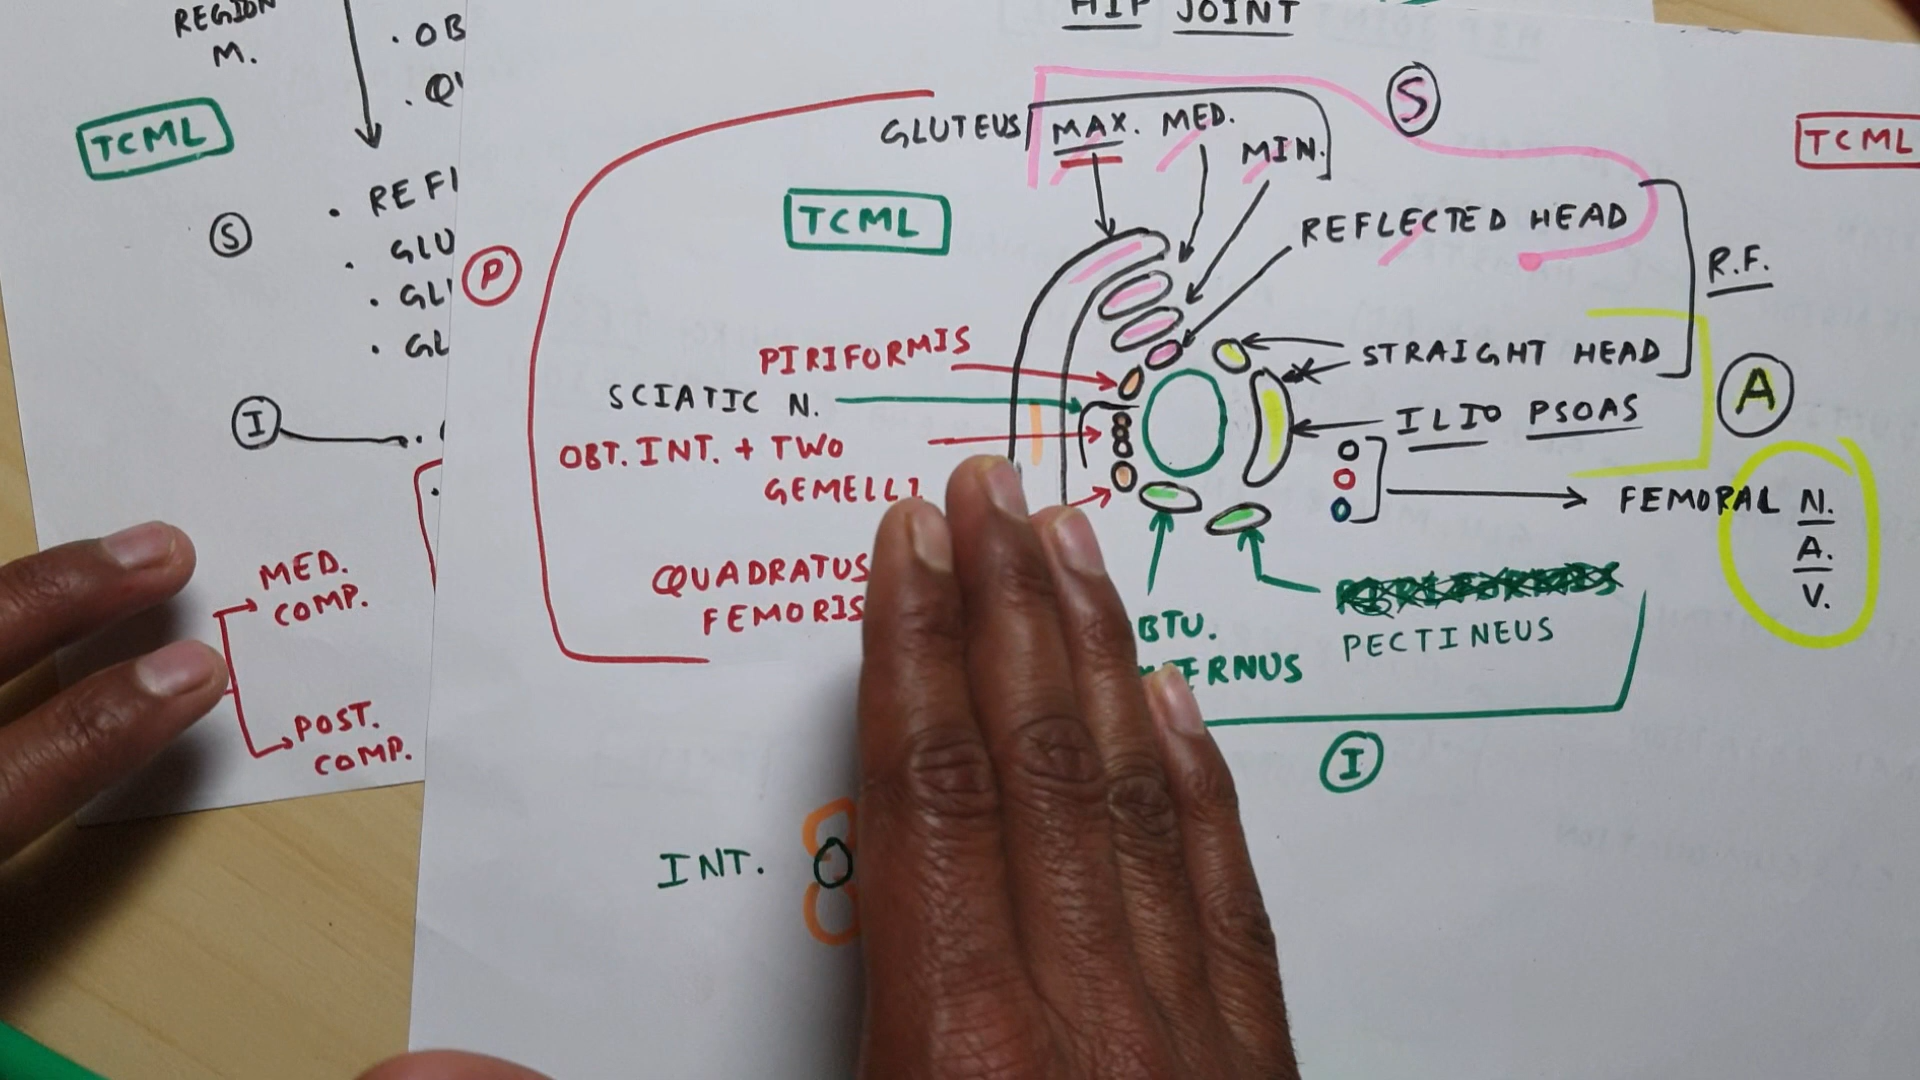 REGION
M.
TCML
S
I
MED.
COMP.
POST.
COMP.
HIP JOINT
GLUTEUS MAX. MED.
MIN.
S
TCML
TCML
P
REFLECTED HEAD
R.F.
PIRIFORMIS
STRAIGHT HEAD
SCIATIC N.
ILIO PSOAS
A
OBT. INT. + TWO
GEMELLI
FEMORAL N.
A.
V.
QUADRATUS
FEMORIS
PECTINEUS
I
INT.